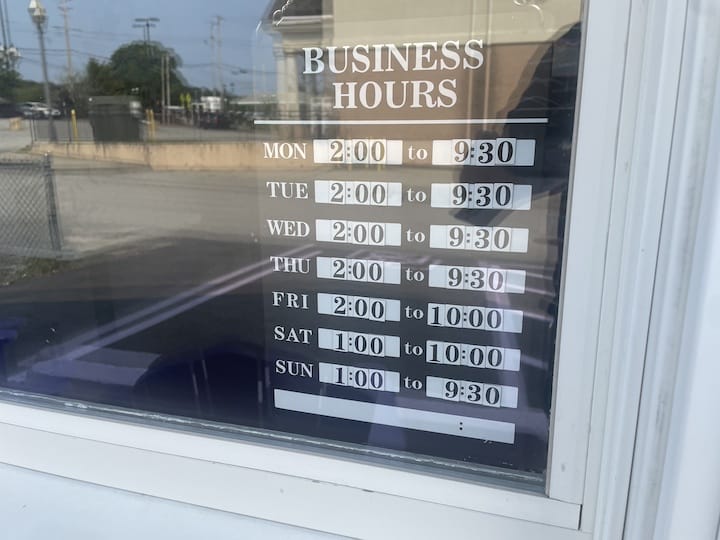 BUSINESS
HOURS
MON 2:00 to 9:30
TUE 2:00 to 9:30
WED 2:00 to 9:30
THU 2:00 to 9:30
FRI 2:00 to 10:00
SAT 1:00 to 10:00
SUN 1:00 to 9:30
: